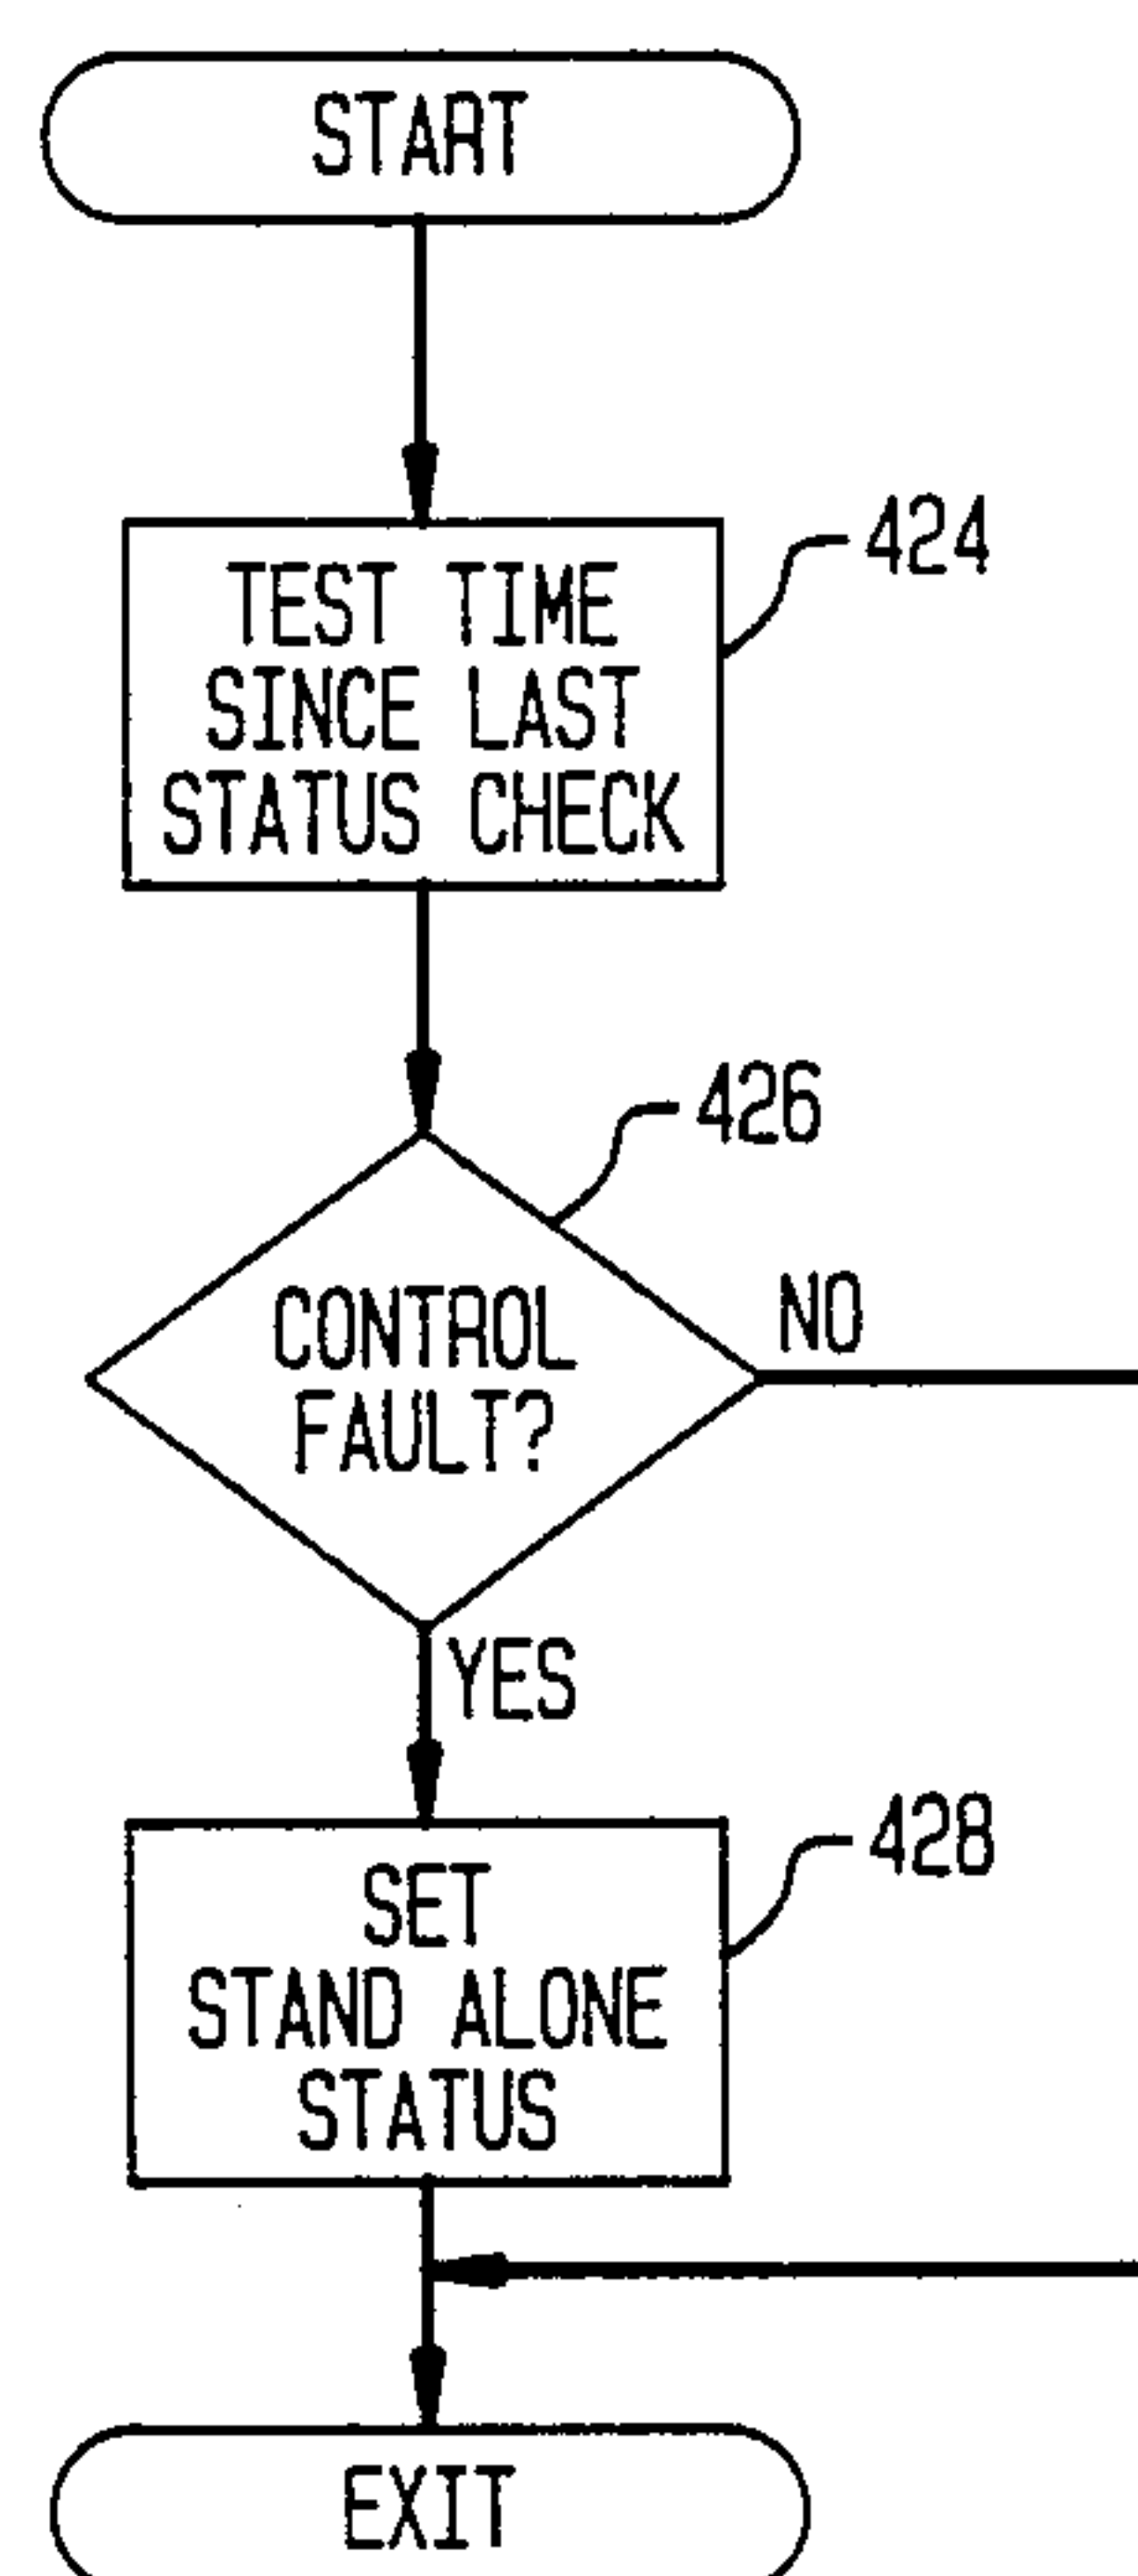 START
TEST TIME
SINCE LAST
STATUS CHECK
424
CONTROL
FAULT?
426
NO
YES
SET
STAND ALONE
STATUS
428
EXIT